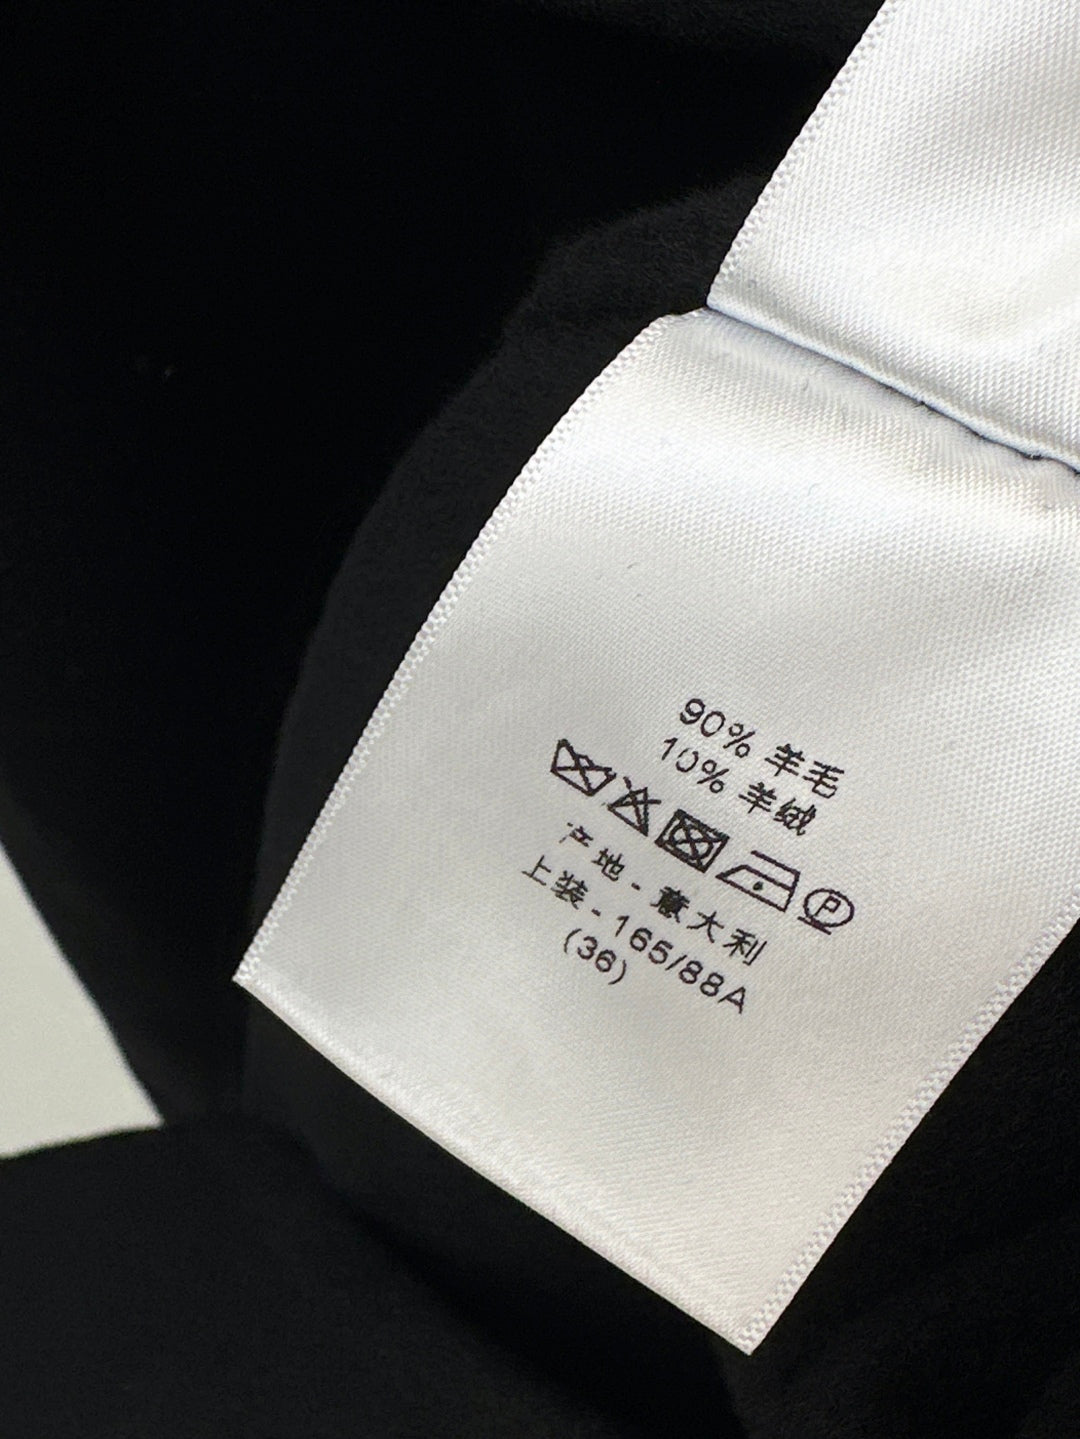 90% 羊毛
10% 羊绒
P
产地 - 意大利
上装 - 165/88A
(36)